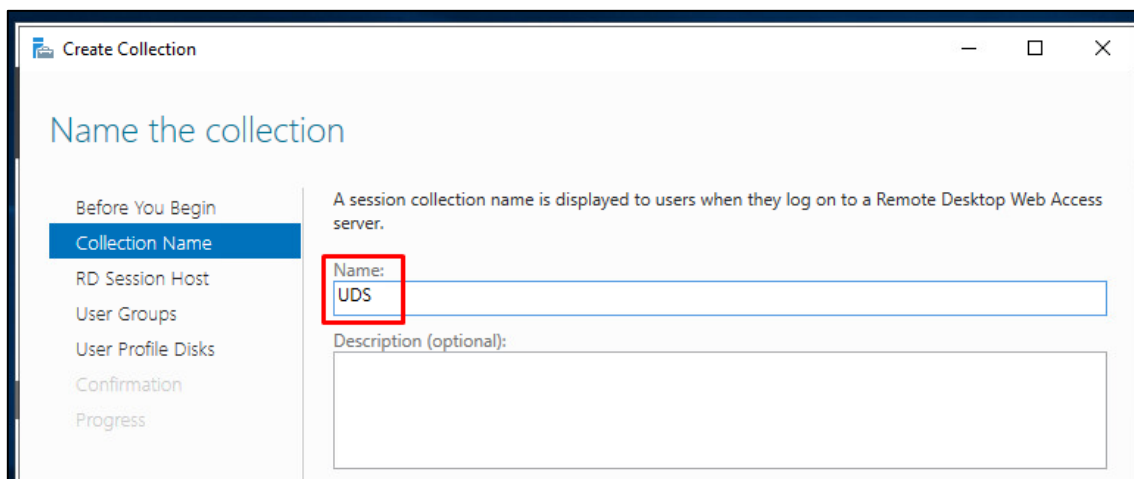 Create Collection
Name the collection
Before You Begin
Collection Name
RD Session Host
User Groups
User Profile Disks
Confirmation
Progress
A session collection name is displayed to users when they log on to a Remote Desktop Web Access
server.
Name:
UDS
Description (optional):